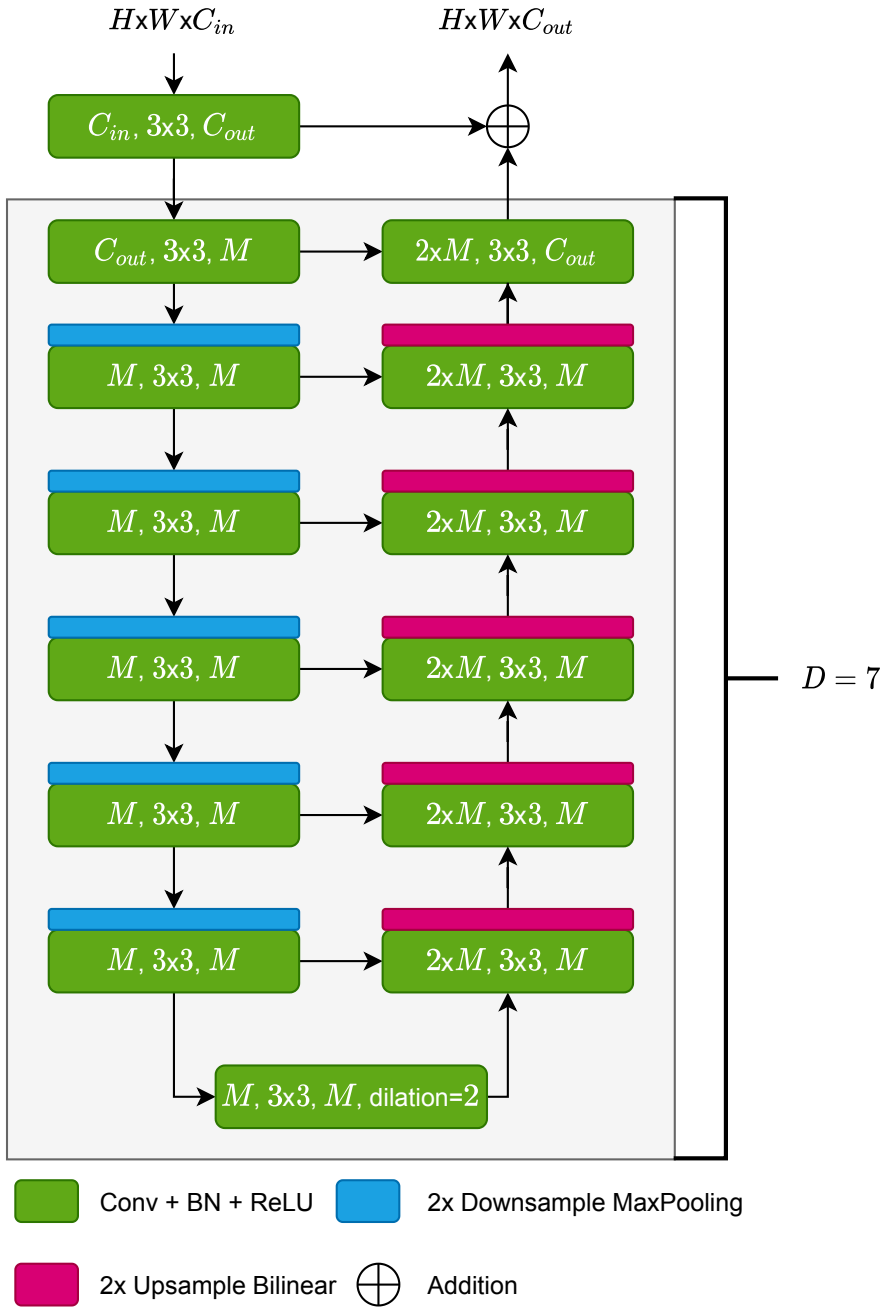 HxWxC_in
HxWxC_out
C_in, 3x3, C_out
C_out, 3x3, M
2xM, 3x3, C_out
M, 3x3, M
2xM, 3x3, M
M, 3x3, M
2xM, 3x3, M
M, 3x3, M
2xM, 3x3, M
D = 7
M, 3x3, M
2xM, 3x3, M
M, 3x3, M
2xM, 3x3, M
M, 3x3, M, dilation=2
Conv + BN + ReLU
2x Downsample MaxPooling
2x Upsample Bilinear
Addition